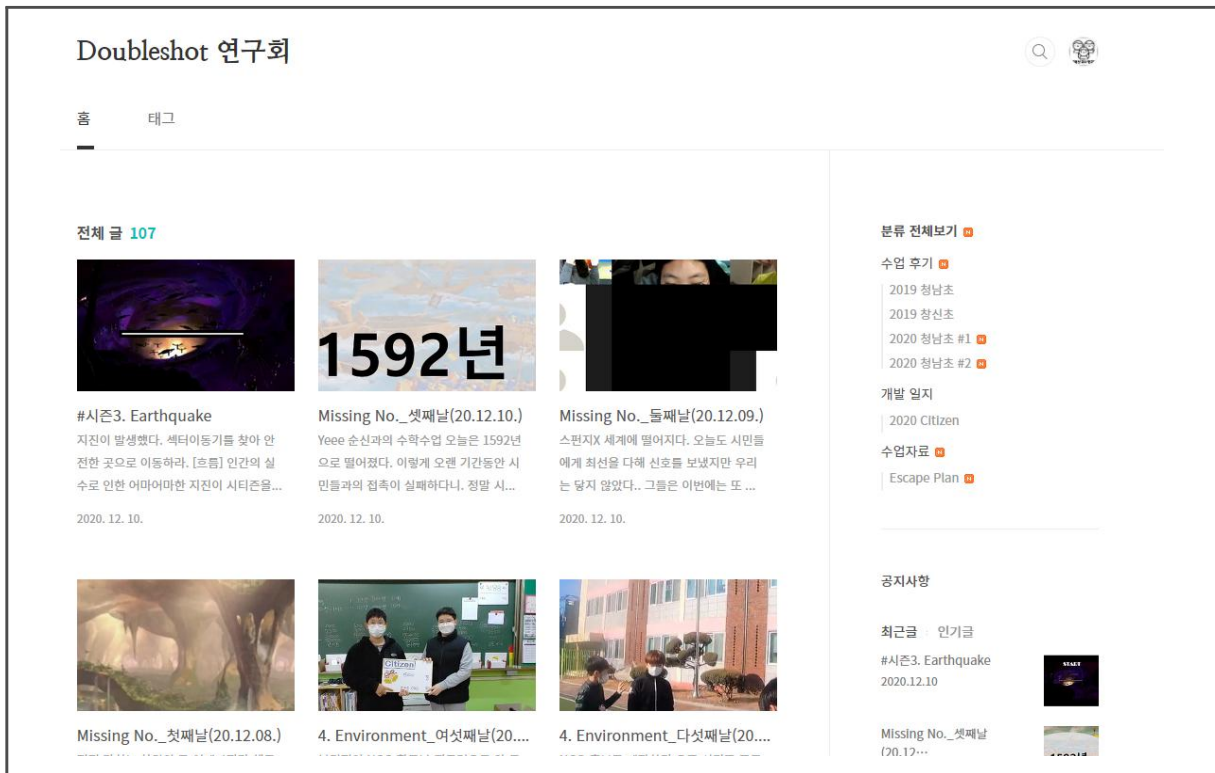 Doubleshot 연구회
홈 태그
전체 글 107
1592년
#시즌3. Earthquake
지진이 발생했다. 섹터이동기를 찾아 안
전한 곳으로 이동하라. [흐름] 인간의 실
수로 인한 어마어마한 지진이 시티즌을...
2020. 12. 10.
Missing No._셋째날(20.12.10.)
Yeee 순신과의 수학수업 오늘은 1592년
으로 떨어졌다. 이렇게 오랜 기간동안 시
민들과의 접촉이 실패하다니. 정말 시...
2020. 12. 10.
Missing No._둘째날(20.12.09.)
스펀지X 세계에 떨어지다. 오늘도 시민들
에게 최선을 다해 신호를 보냈지만 우리
는 닿지 않았다.. 그들은 이번에는 또 ...
2020. 12. 10.
Citizen
Missing No._첫째날(20.12.08.)
4. Environment_여섯째날(20....
4. Environment_다섯째날(20....
분류 전체보기 N
수업 후기 N
2019 청남초
2019 창신초
2020 청남초 #1 N
2020 청남초 #2 N
개발 일지
2020 Citizen
수업자료 N
Escape Plan N
공지사항
최근글 인기글
#시즌3. Earthquake
2020.12.10
START
Missing No._셋째날
(20.12…
1592년